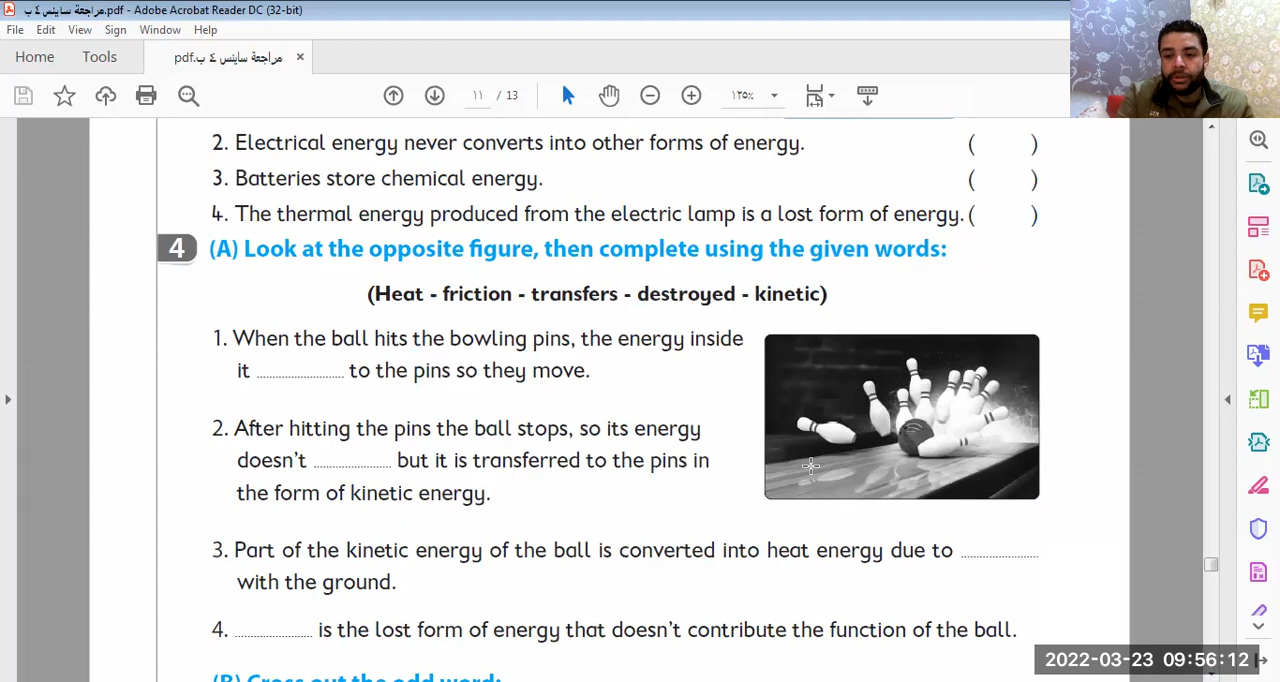 مراجعة ساينس ٤ ب.pdf - Adobe Acrobat Reader DC (32-bit)
File Edit View Sign Window Help
Home Tools مراجعة ساينس ٤ ب.pdf ×
١١ / 13 ١٢٥%
2. Electrical energy never converts into other forms of energy. ( )
3. Batteries store chemical energy. ( )
4. The thermal energy produced from the electric lamp is a lost form of energy. ( )
4 (A) Look at the opposite figure, then complete using the given words:
(Heat - friction - transfers - destroyed - kinetic)
1. When the ball hits the bowling pins, the energy inside
it .......................... to the pins so they move.
2. After hitting the pins the ball stops, so its energy
doesn't ....................... but it is transferred to the pins in
the form of kinetic energy.
3. Part of the kinetic energy of the ball is converted into heat energy due to .......................
with the ground.
4. ....................... is the lost form of energy that doesn't contribute the function of the ball.
(B) Cross out the odd word:
2022-03-23 09:56:12